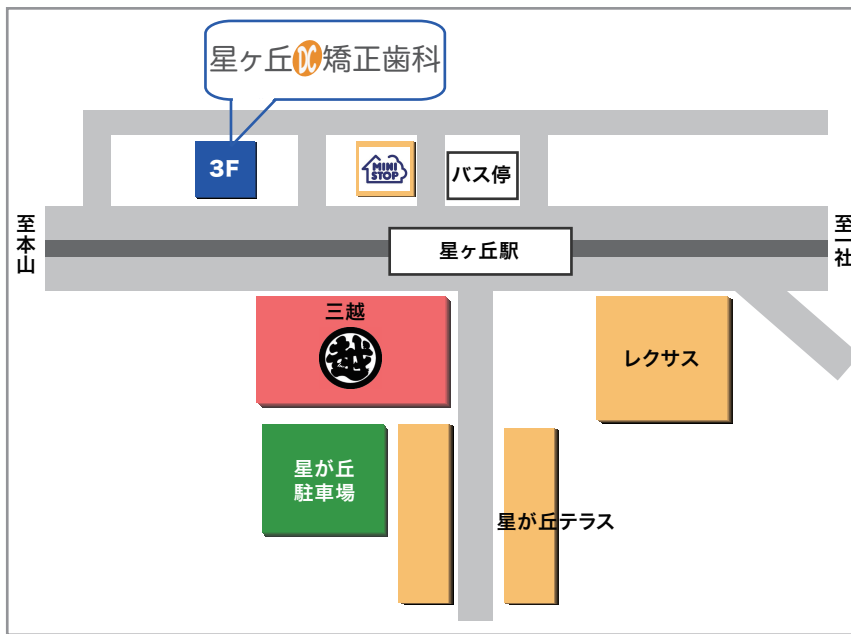 星ヶ丘DC矯正歯科
3F
MINI
STOP
バス停
至本山
星ヶ丘駅
至一社
三越
越
レクサス
星が丘
駐車場
星が丘テラス